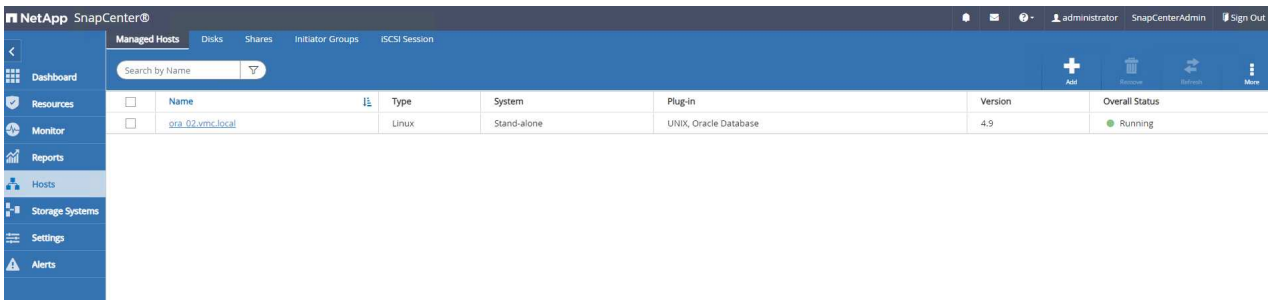 NetApp SnapCenter®
administrator SnapCenterAdmin Sign Out
Managed Hosts Disks Shares Initiator Groups iSCSI Session
Search by Name
Add Remove Refresh More
Dashboard
Resources
Monitor
Reports
Hosts
Storage Systems
Settings
Alerts
Name Type System Plug-in Version Overall Status
ora_02.vmc.local Linux Stand-alone UNIX, Oracle Database 4.9 Running